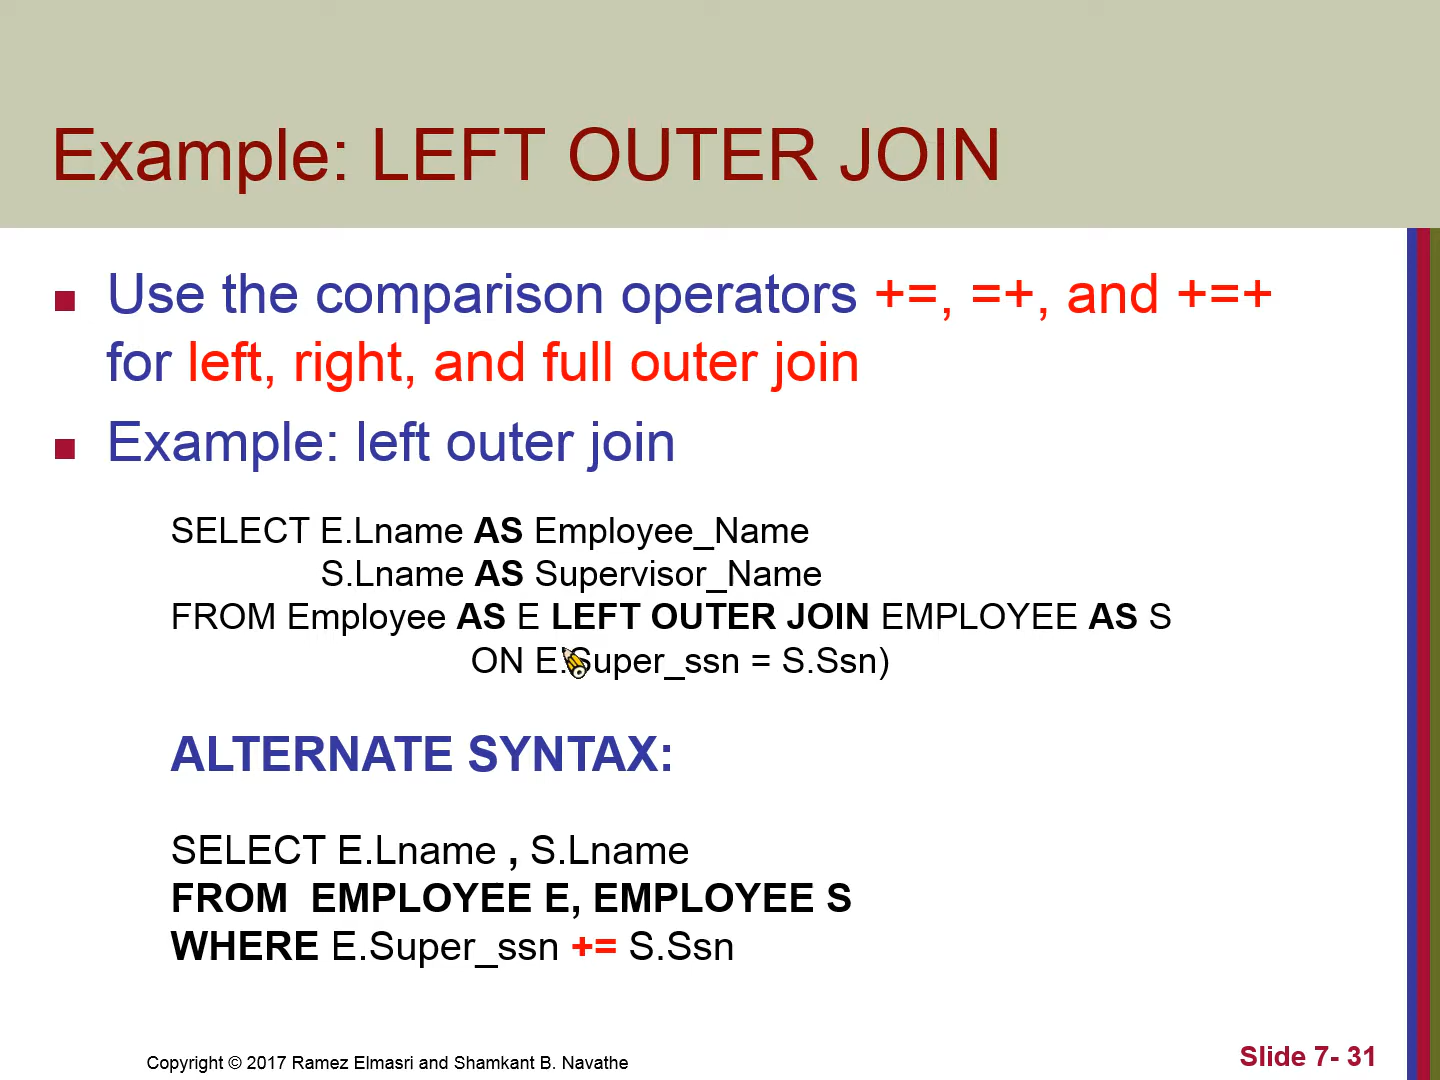 Example: LEFT OUTER JOIN
Use the comparison operators +=, =+, and +=+
for left, right, and full outer join
Example: left outer join
SELECT E.Lname AS Employee_Name
S.Lname AS Supervisor_Name
FROM Employee AS E LEFT OUTER JOIN EMPLOYEE AS S
ON E.Super_ssn = S.Ssn)
ALTERNATE SYNTAX:
SELECT E.Lname , S.Lname
FROM EMPLOYEE E, EMPLOYEE S
WHERE E.Super_ssn += S.Ssn
Copyright © 2017 Ramez Elmasri and Shamkant B. Navathe
Slide 7- 31